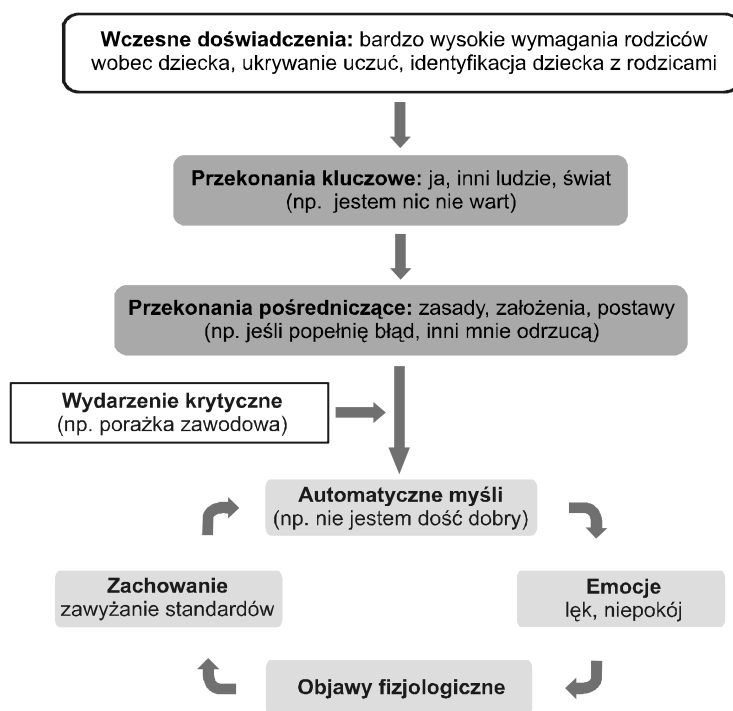 Wczesne doświadczenia: bardzo wysokie wymagania rodziców
wobec dziecka, ukrywanie uczuć, identyfikacja dziecka z rodzicami
Przekonania kluczowe: ja, inni ludzie, świat
(np. jestem nic nie wart)
Przekonania pośredniczące: zasady, założenia, postawy
(np. jeśli popełnię błąd, inni mnie odrzucą)
Wydarzenie krytyczne
(np. porażka zawodowa)
Automatyczne myśli
(np. nie jestem dość dobry)
Zachowanie
zawyżanie standardów
Emocje
lęk, niepokój
Objawy fizjologiczne